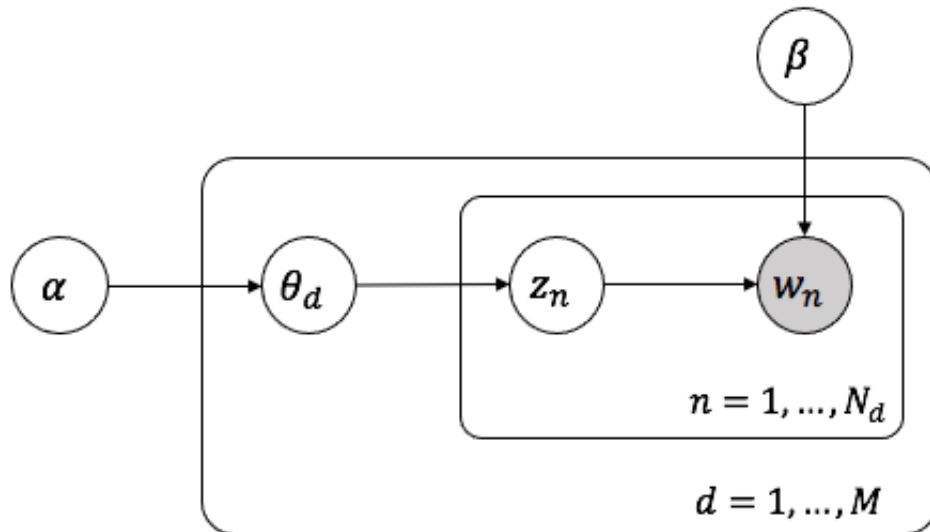 β
α
θ_d
z_n
w_n
n = 1, ..., N_d
d = 1, ..., M